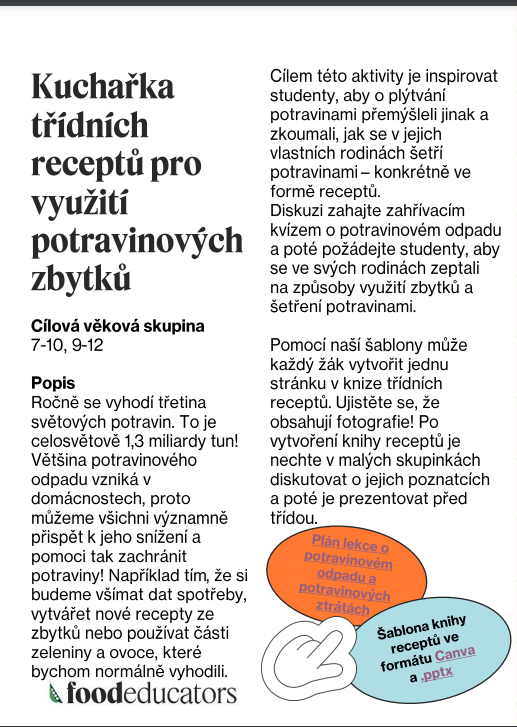 Kuchařka
třídních
receptů pro
využití
potravinových
zbytků
Cílová věková skupina
7-10, 9-12
Popis
Ročně se vyhodí třetina
světových potravin. To je
celosvětově 1,3 miliardy tun!
Většina potravinového
odpadu vzniká v
domácnostech, proto
můžeme všichni významně
přispět k jeho snížení a
pomoci tak zachránit
potraviny! Například tím, že si
budeme všímat dat spotřeby,
vytvářet nové recepty ze
zbytků nebo používat části
zeleniny a ovoce, které
bychom normálně vyhodili.
foodeducators
Cílem této aktivity je inspirovat
studenty, aby o plýtvání
potravinami přemýšleli jinak a
zkoumali, jak se v jejich
vlastních rodinách šetří
potravinami – konkrétně ve
formě receptů.
Diskuzi zahajte zahřívacím
kvízem o potravinovém odpadu
a poté požádejte studenty, aby
se ve svých rodinách zeptali
na způsoby využití zbytků a
šetření potravinami.
Pomocí naší šablony může
každý žák vytvořit jednu
stránku v knize třídních
receptů. Ujistěte se, že
obsahují fotografie! Po
vytvoření knihy receptů je
nechte v malých skupinkách
diskutovat o jejich poznatcích
a poté je prezentovat před
třídou.
Plán lekce o
potravinovém
odpadu a
potravinových
ztrátách
Šablona knihy
receptů ve
formátu Canva
a .pptx